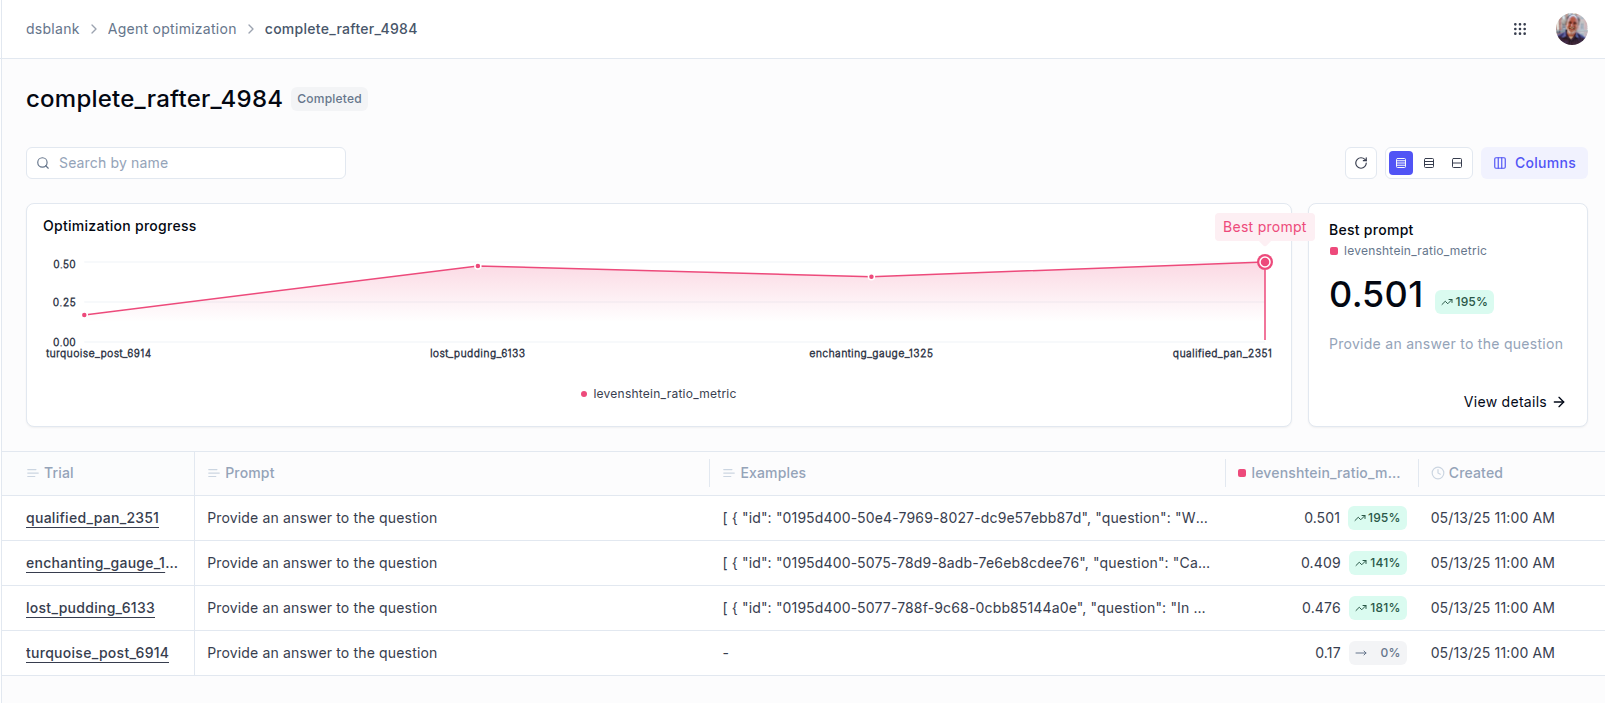 dsblank > Agent optimization > complete_rafter_4984
complete_rafter_4984 Completed
Search by name
Columns
Optimization progress
Best prompt
0.50
0.25
0.00
turquoise_post_6914 lost_pudding_6133 enchanting_gauge_1325 qualified_pan_2351
levenshtein_ratio_metric
Best prompt
levenshtein_ratio_metric
0.501 195%
Provide an answer to the question
View details →
Trial Prompt Examples levenshtein_ratio_m... Created
qualified_pan_2351 Provide an answer to the question [ { "id": "0195d400-50e4-7969-8027-dc9e57ebb87d", "question": "W... 0.501 195% 05/13/25 11:00 AM
enchanting_gauge_1... Provide an answer to the question [ { "id": "0195d400-5075-78d9-8adb-7e6eb8cdee76", "question": "Ca... 0.409 141% 05/13/25 11:00 AM
lost_pudding_6133 Provide an answer to the question [ { "id": "0195d400-5077-788f-9c68-0cbb85144a0e", "question": "In ... 0.476 181% 05/13/25 11:00 AM
turquoise_post_6914 Provide an answer to the question - 0.17 → 0% 05/13/25 11:00 AM